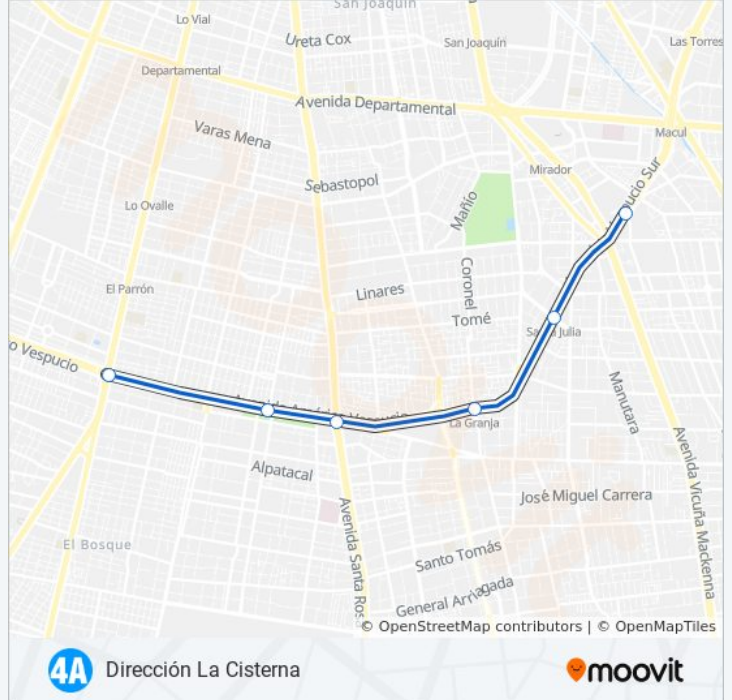 San Joaquín
Lo Vial
Ureta Cox
San Joaquín
Las Torres
Departamental
Avenida Departamental
Varas Mena
Macul
Mirador
Sebastopol
Mañío
Vespucio Sur
Lo Ovalle
El Parrón
Linares
Coronel
Tomé
Santa Julia
o Vespucio
Manutara
La Granja
Alpatacal
Avenida Vicuña Mackenna
José Miguel Carrera
Avenida Santa Ros
El Bosque
Santo Tomás
General Arriagada
© OpenStreetMap contributors | © OpenMapTiles
4A Dirección La Cisterna
moovit